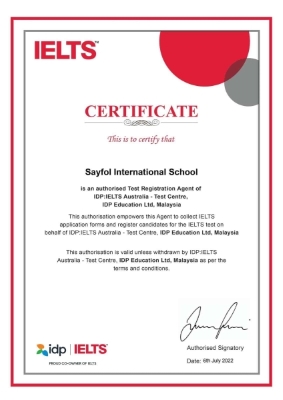 IELTS™
CERTIFICATE
This is to certify that
Sayfol International School
is an authorised Test Registration Agent of
IDP:IELTS Australia - Test Centre,
IDP Education Ltd, Malaysia
This authorisation empowers this Agent to collect IELTS
application forms and register candidates for the IELTS test on
behalf of IDP:IELTS Australia - Test Centre, IDP Education Ltd, Malaysia
This authorisation is valid unless withdrawn by IDP:IELTS
Australia - Test Centre, IDP Education Ltd, Malaysia as per the
terms and conditions.
Authorised Signatory
Date: 6th July 2022
idp IELTS
PROUD CO-OWNER OF IELTS